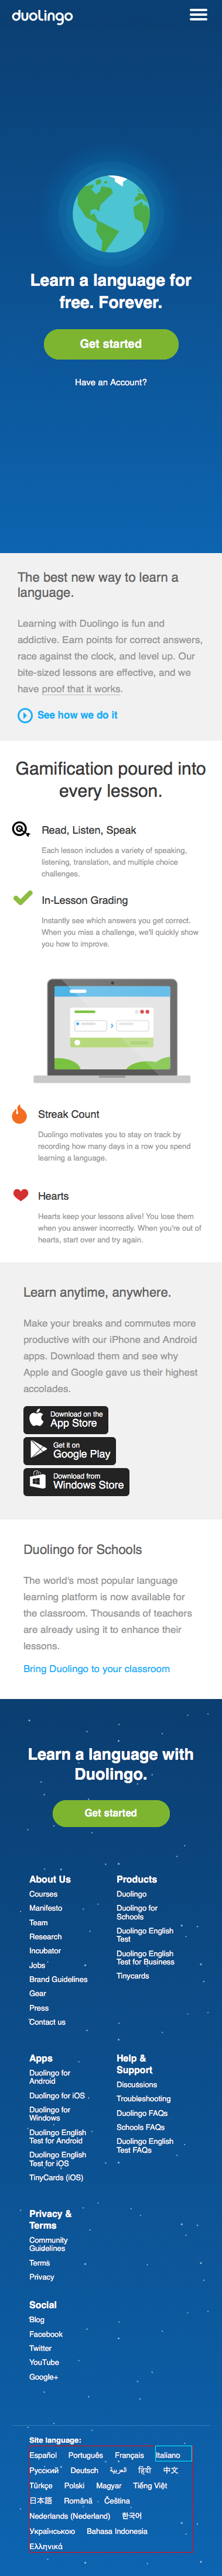 duolingo
Learn a language for
free. Forever.
Get started
Have an Account?
The best new way to learn a
language.
Learning with Duolingo is fun and
addictive. Earn points for correct answers,
race against the clock, and level up. Our
bite-sized lessons are effective, and we
have proof that it works.
See how we do it
Gamification poured into
every lesson.
Read, Listen, Speak
Each lesson includes a variety of speaking,
listening, translation, and multiple choice
challenges.
In-Lesson Grading
Instantly see which answers you get correct.
When you miss a challenge, we'll quickly show
you how to improve.
Streak Count
Duolingo motivates you to stay on track by
recording how many days in a row you spend
learning a language.
Hearts
Hearts keep your lessons alive! You lose them
when you answer incorrectly. When you're out of
hearts, start over and try again.
Learn anytime, anywhere.
Make your breaks and commutes more
productive with our iPhone and Android
apps. Download them and see why
Apple and Google gave us their highest
accolades.
Download on the
App Store
Get it on
Google Play
Download from
Windows Store
Duolingo for Schools
The world's most popular language
learning platform is now available for
the classroom. Thousands of teachers
are already using it to enhance their
lessons.
Bring Duolingo to your classroom
Learn a language with
Duolingo.
Get started
About Us
Courses
Manifesto
Team
Research
Incubator
Jobs
Brand Guidelines
Gear
Press
Contact us
Products
Duolingo
Duolingo for
Schools
Duolingo English
Test
Duolingo English
Test for Business
Tinycards
Apps
Duolingo for
Android
Duolingo for iOS
Duolingo for
Windows
Duolingo English
Test for Android
Duolingo English
Test for iOS
TinyCards (iOS)
Help &
Support
Discussions
Troubleshooting
Duolingo FAQs
Schools FAQs
Duolingo English
Test FAQs
Privacy &
Terms
Community
Guidelines
Terms
Privacy
Social
Blog
Facebook
Twitter
YouTube
Google+
Site language:
Español Português Français Italiano
Русский Deutsch العربية हिंदी 中文
Türkçe Polski Magyar Tiếng Việt
日本語 Română Čeština
Nederlands (Nederland) 한국어
Українською Bahasa Indonesia
Ελληνικά